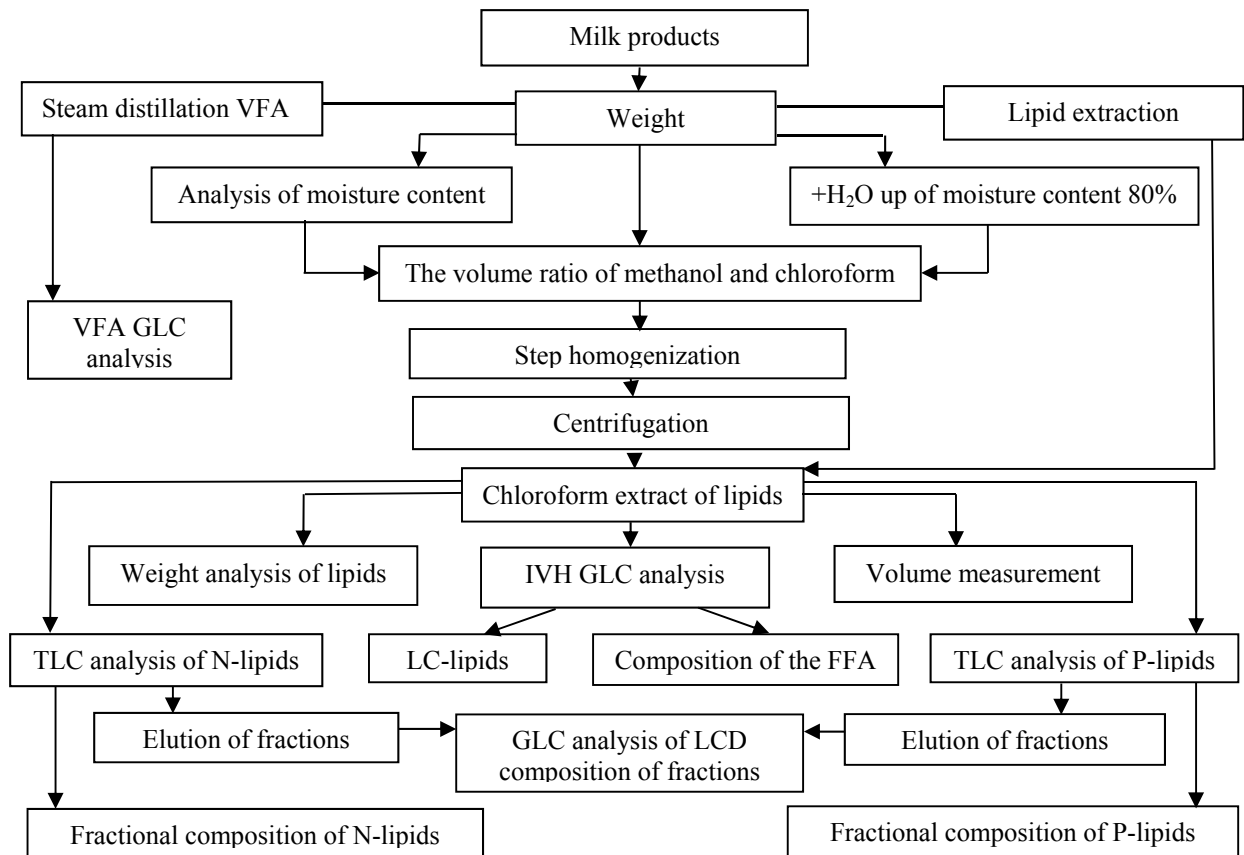 Milk products
Steam distillation VFA
Weight
Lipid extraction
Analysis of moisture content
+H₂O up of moisture content 80%
The volume ratio of methanol and chloroform
VFA GLC
analysis
Step homogenization
Centrifugation
Chloroform extract of lipids
Weight analysis of lipids
IVH GLC analysis
Volume measurement
TLC analysis of N-lipids
LC-lipids
Composition of the FFA
TLC analysis of P-lipids
Elution of fractions
GLC analysis of LCD
composition of fractions
Elution of fractions
Fractional composition of N-lipids
Fractional composition of P-lipids